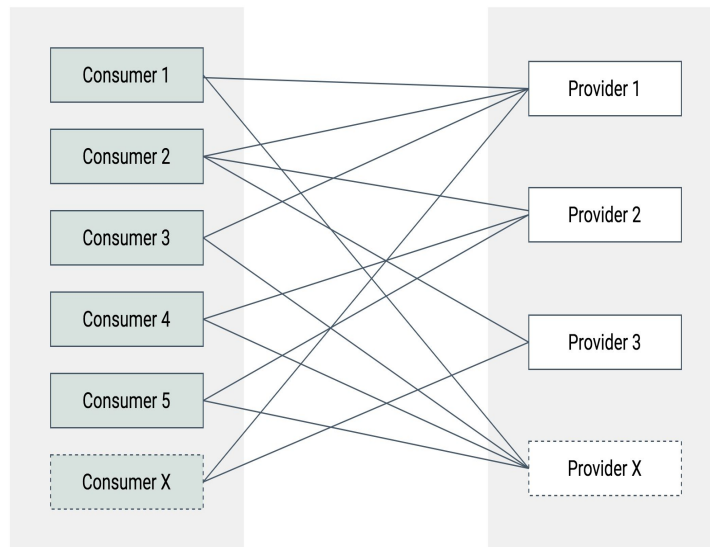 Consumer 1
Consumer 2
Consumer 3
Consumer 4
Consumer 5
Consumer X
Provider 1
Provider 2
Provider 3
Provider X